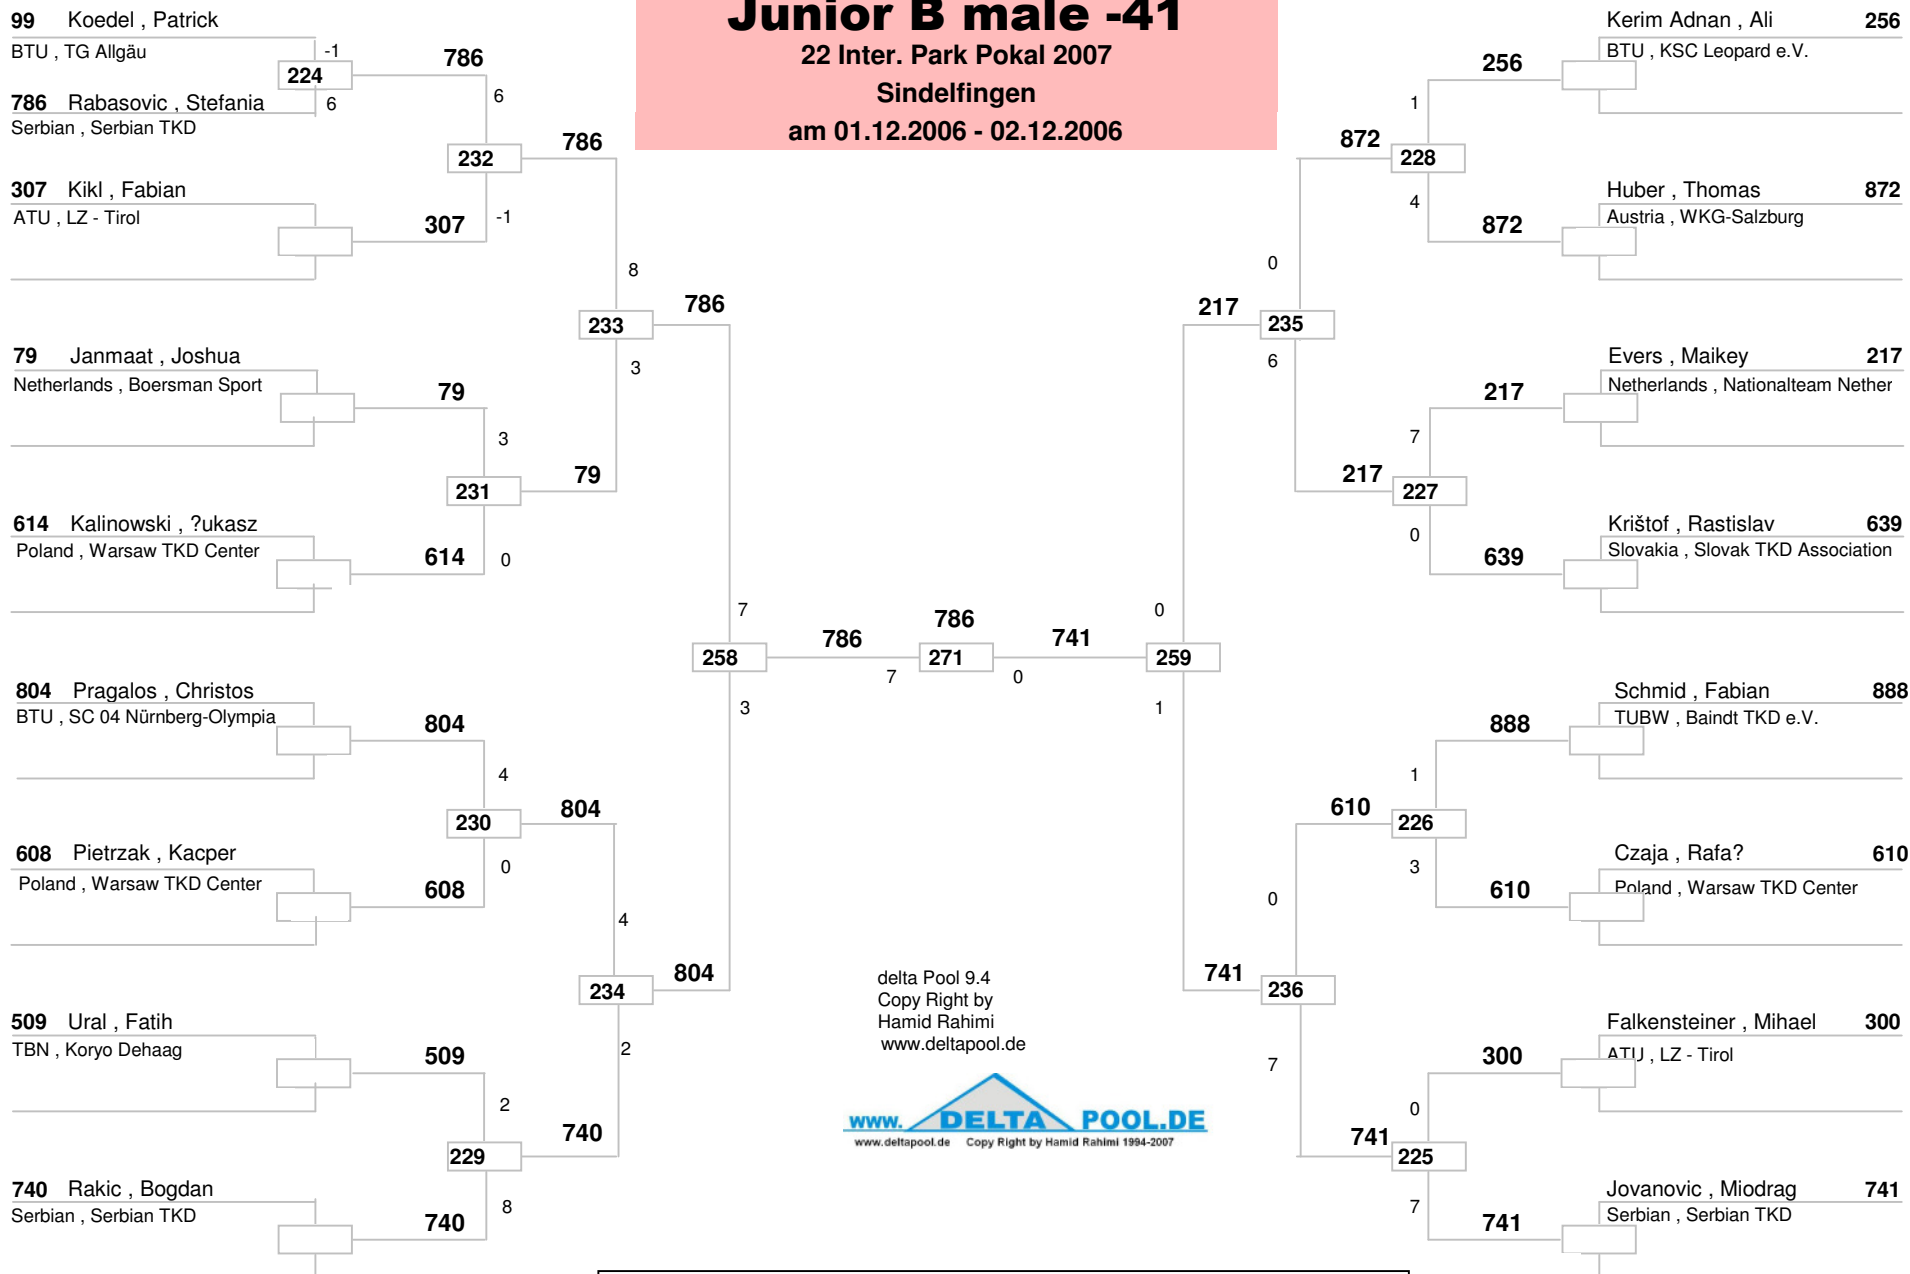 Junior B male -41
22 Inter. Park Pokal 2007
Sindelfingen
am 01.12.2006 - 02.12.2006
99 Koedel , Patrick
BTU , TG Allgäu
-1
224
786
6
786 Rabasovic , Stefania
Serbian , Serbian TKD
6
232
786
307 Kikl , Fabian
ATU , LZ - Tirol
307
-1
8
233
786
3
79 Janmaat , Joshua
Netherlands , Boersman Sport
79
3
231
79
614 Kalinowski , ?ukasz
Poland , Warsaw TKD Center
614
0
7
258
786
7
3
804 Pragalos , Christos
BTU , SC 04 Nürnberg-Olympia
804
4
230
804
608 Pietrzak , Kacper
Poland , Warsaw TKD Center
608
0
4
234
804
2
509 Ural , Fatih
TBN , Koryo Dehaag
509
2
229
740
740 Rakic , Bogdan
Serbian , Serbian TKD
740
8
786
271
741
0
Kerim Adnan , Ali 256
BTU , KSC Leopard e.V.
256
1
872
228
Huber , Thomas 872
Austria , WKG-Salzburg
872
4
0
217
235
6
Evers , Maikey 217
Netherlands , Nationalteam Nether
217
7
217
227
Krištof , Rastislav 639
Slovakia , Slovak TKD Association
639
0
0
259
1
Schmid , Fabian 888
TUBW , Baindt TKD e.V.
888
1
610
226
Czaja , Rafa? 610
Poland , Warsaw TKD Center
610
3
0
741
236
7
Falkensteiner , Mihael 300
ATU , LZ - Tirol
300
0
741
225
Jovanovic , Miodrag 741
Serbian , Serbian TKD
741
7
delta Pool 9.4
Copy Right by
Hamid Rahimi
www.deltapool.de
www. DELTA POOL.DE
www.deltapool.de Copy Right by Hamid Rahimi 1994-2007